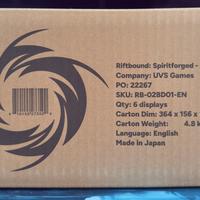 Riftbound: Spiritforged -
Company: UVS Games
PO: 22267
SKU: RB-02BD01-EN
Qty: 6 displays
Carton Dim: 364 x 156 x
Carton Weight: 4.8 k
Language: English
Made in Japan